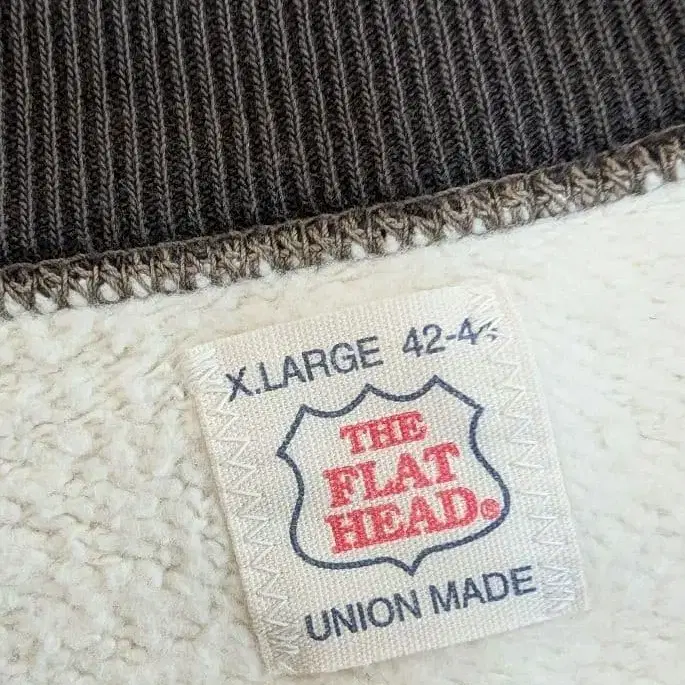 X.LARGE 42-4
THE
FLAT
HEAD®
UNION MADE